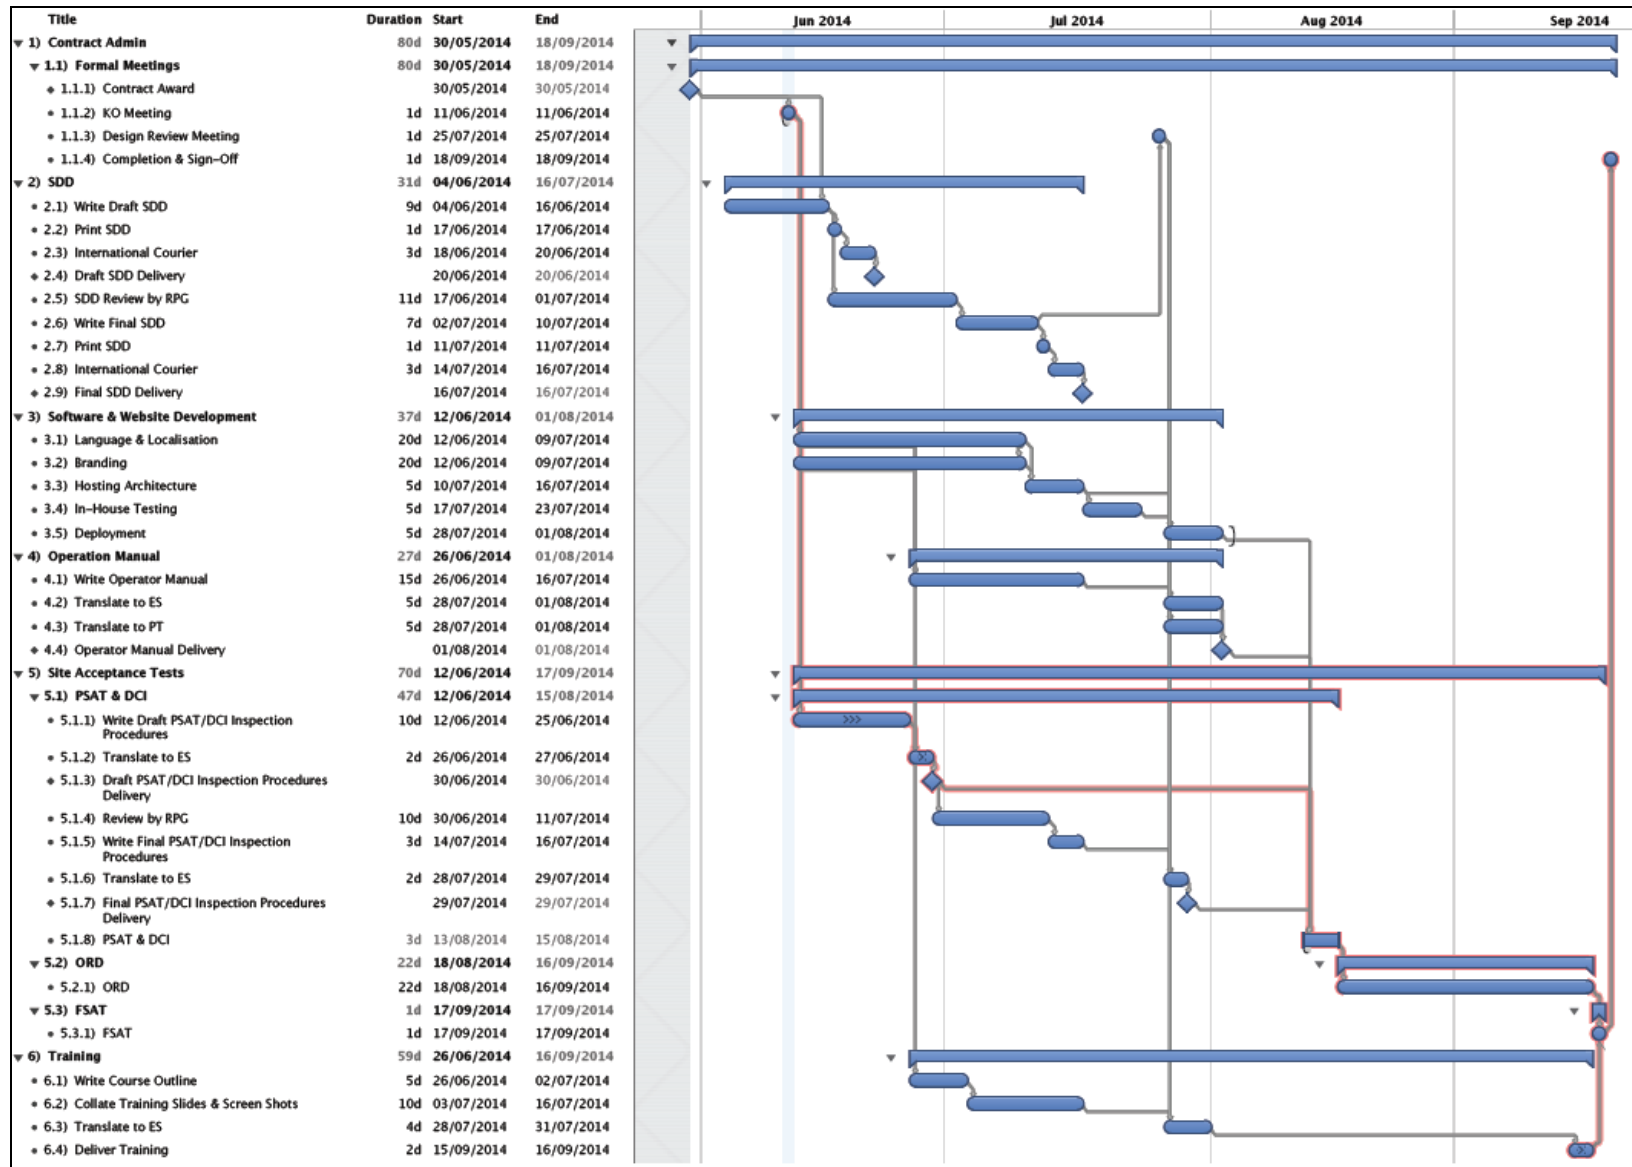 Title Duration Start End Jun 2014 Jul 2014 Aug 2014 Sep 2014
1) Contract Admin 80d 30/05/2014 18/09/2014
1.1) Formal Meetings 80d 30/05/2014 18/09/2014
1.1.1) Contract Award 30/05/2014 30/05/2014
1.1.2) KO Meeting 1d 11/06/2014 11/06/2014
1.1.3) Design Review Meeting 1d 25/07/2014 25/07/2014
1.1.4) Completion & Sign-Off 1d 18/09/2014 18/09/2014
2) SDD 31d 04/06/2014 16/07/2014
2.1) Write Draft SDD 9d 04/06/2014 16/06/2014
2.2) Print SDD 1d 17/06/2014 17/06/2014
2.3) International Courier 3d 18/06/2014 20/06/2014
2.4) Draft SDD Delivery 20/06/2014 20/06/2014
2.5) SDD Review by RPG 11d 17/06/2014 01/07/2014
2.6) Write Final SDD 7d 02/07/2014 10/07/2014
2.7) Print SDD 1d 11/07/2014 11/07/2014
2.8) International Courier 3d 14/07/2014 16/07/2014
2.9) Final SDD Delivery 16/07/2014 16/07/2014
3) Software & Website Development 37d 12/06/2014 01/08/2014
3.1) Language & Localisation 20d 12/06/2014 09/07/2014
3.2) Branding 20d 12/06/2014 09/07/2014
3.3) Hosting Architecture 5d 10/07/2014 16/07/2014
3.4) In-House Testing 5d 17/07/2014 23/07/2014
3.5) Deployment 5d 28/07/2014 01/08/2014
4) Operation Manual 27d 26/06/2014 01/08/2014
4.1) Write Operator Manual 15d 26/06/2014 16/07/2014
4.2) Translate to ES 5d 28/07/2014 01/08/2014
4.3) Translate to PT 5d 28/07/2014 01/08/2014
4.4) Operator Manual Delivery 01/08/2014 01/08/2014
5) Site Acceptance Tests 70d 12/06/2014 17/09/2014
5.1) PSAT & DCI 47d 12/06/2014 15/08/2014
5.1.1) Write Draft PSAT/DCI Inspection 10d 12/06/2014 25/06/2014
Procedures
5.1.2) Translate to ES 2d 26/06/2014 27/06/2014
5.1.3) Draft PSAT/DCI Inspection Procedures 30/06/2014 30/06/2014
Delivery
5.1.4) Review by RPG 10d 30/06/2014 11/07/2014
5.1.5) Write Final PSAT/DCI Inspection 3d 14/07/2014 16/07/2014
Procedures
5.1.6) Translate to ES 2d 28/07/2014 29/07/2014
5.1.7) Final PSAT/DCI Inspection Procedures 29/07/2014 29/07/2014
Delivery
5.1.8) PSAT & DCI 3d 13/08/2014 15/08/2014
5.2) ORD 22d 18/08/2014 16/09/2014
5.2.1) ORD 22d 18/08/2014 16/09/2014
5.3) FSAT 1d 17/09/2014 17/09/2014
5.3.1) FSAT 1d 17/09/2014 17/09/2014
6) Training 59d 26/06/2014 16/09/2014
6.1) Write Course Outline 5d 26/06/2014 02/07/2014
6.2) Collate Training Slides & Screen Shots 10d 03/07/2014 16/07/2014
6.3) Translate to ES 4d 28/07/2014 31/07/2014
6.4) Deliver Training 2d 15/09/2014 16/09/2014